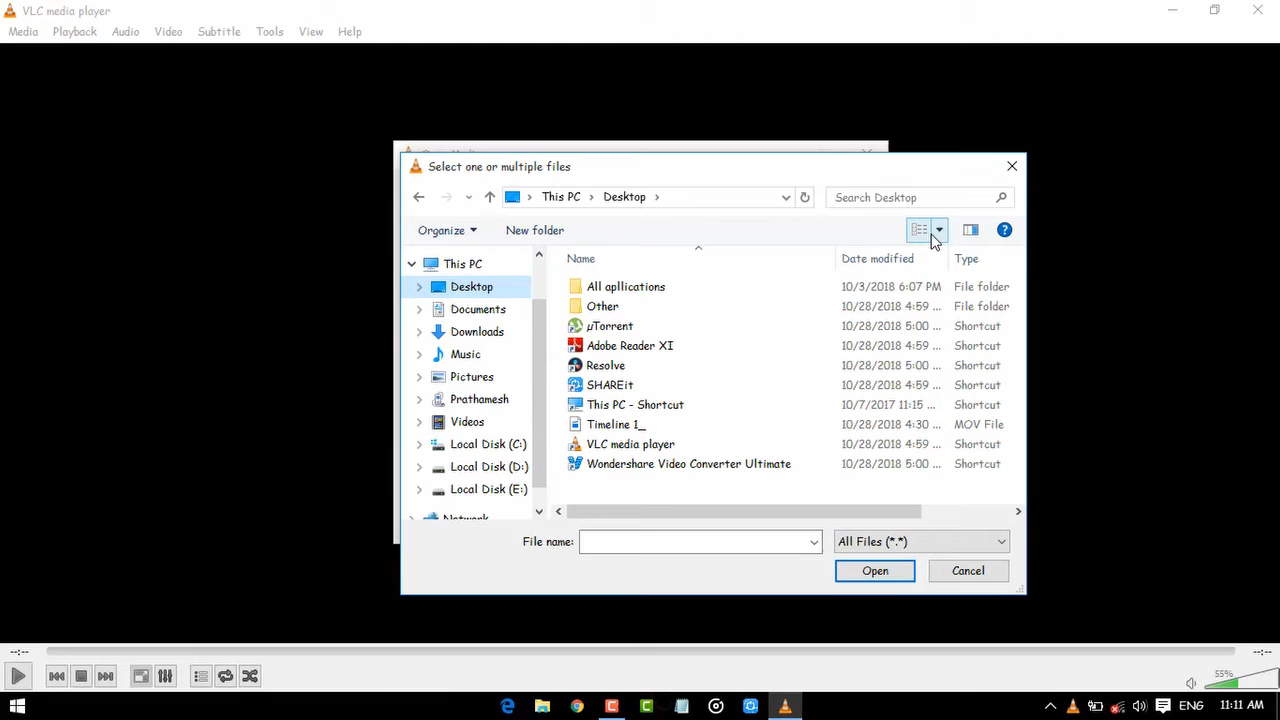 VLC media player
Media Playback Audio Video Subtitle Tools View Help
Select one or multiple files
This PC Desktop
Search Desktop
Organize New folder
Name Date modified Type
This PC
Desktop
Documents
Downloads
Music
Pictures
Prathamesh
Videos
Local Disk (C:)
Local Disk (D:)
Local Disk (E:)
Network
All apllications 10/3/2018 6:07 PM File folder
Other 10/28/2018 4:59 ... File folder
µTorrent 10/28/2018 5:00 ... Shortcut
Adobe Reader XI 10/28/2018 4:59 ... Shortcut
Resolve 10/28/2018 5:00 ... Shortcut
SHAREit 10/28/2018 4:59 ... Shortcut
This PC - Shortcut 10/7/2017 11:15 ... Shortcut
Timeline 1_ 10/28/2018 4:30 ... MOV File
VLC media player 10/28/2018 4:59 ... Shortcut
Wondershare Video Converter Ultimate 10/28/2018 5:00 ... Shortcut
File name: All Files (*.*)
Open Cancel
--:-- --:--
55%
ENG 11:11 AM